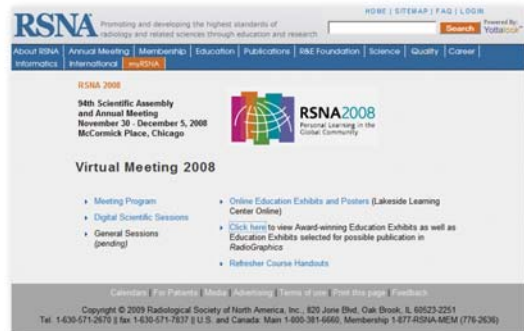 HOME | SITEMAP | FAQ | LOGIN
RSNA
Promoting and developing the highest standards of
radiology and related sciences through education and research
Search
Powered By:
Yottalook
About RSNA | Annual Meeting | Membership | Education | Publications | R&E Foundation | Science | Quality | Career |
Informatics | International | myRSNA
RSNA 2008
94th Scientific Assembly
and Annual Meeting
November 30 - December 5, 2008
McCormick Place, Chicago
RSNA2008
Personal Learning in the
Global Community
Virtual Meeting 2008
Meeting Program
Digital Scientific Sessions
General Sessions
(pending)
Online Education Exhibits and Posters (Lakeside Learning
Center Online)
Click here to view Award-winning Education Exhibits as well as
Education Exhibits selected for possible publication in
RadioGraphics
Refresher Course Handouts
Calendars | For Patients | Media | Advertising | Terms of use | Print this page | Feedback
Copyright © 2009 Radiological Society of North America, Inc., 820 Jorie Blvd, Oak Brook, IL 60523-2251
Tel. 1-630-571-2670 || fax 1-630-571-7837 || U.S. and Canada: Main 1-800-381-6660, Membership 1-877-RSNA-MEM (776-2636)